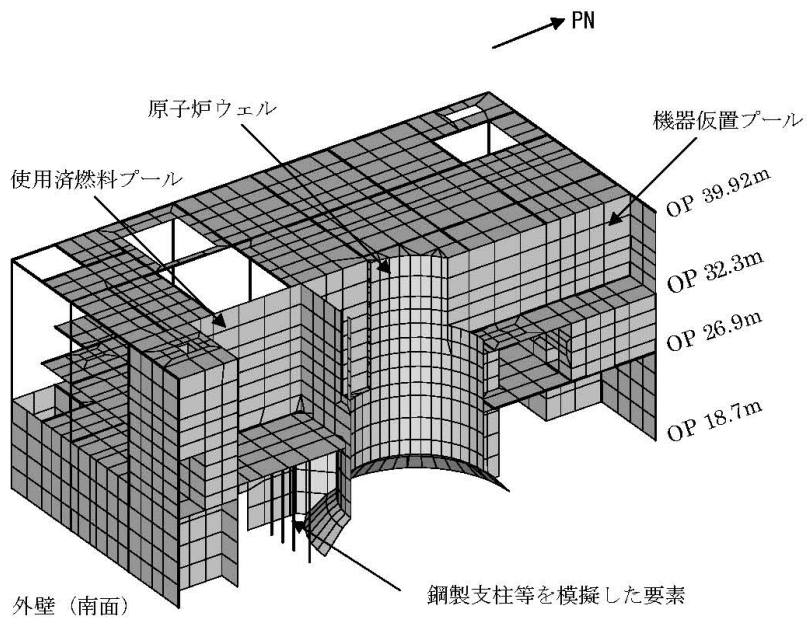 PN
原子炉ウェル
機器仮置プール
使用済燃料プール
OP 39.92m
OP 32.3m
OP 26.9m
OP 18.7m
鋼製支柱等を模擬した要素
外壁（南面）